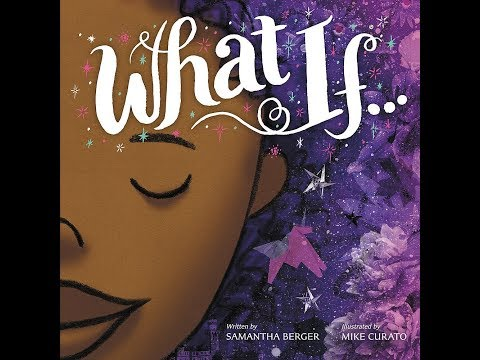 What If...
Written by
SAMANTHA BERGER
Illustrated by
MIKE CURATO